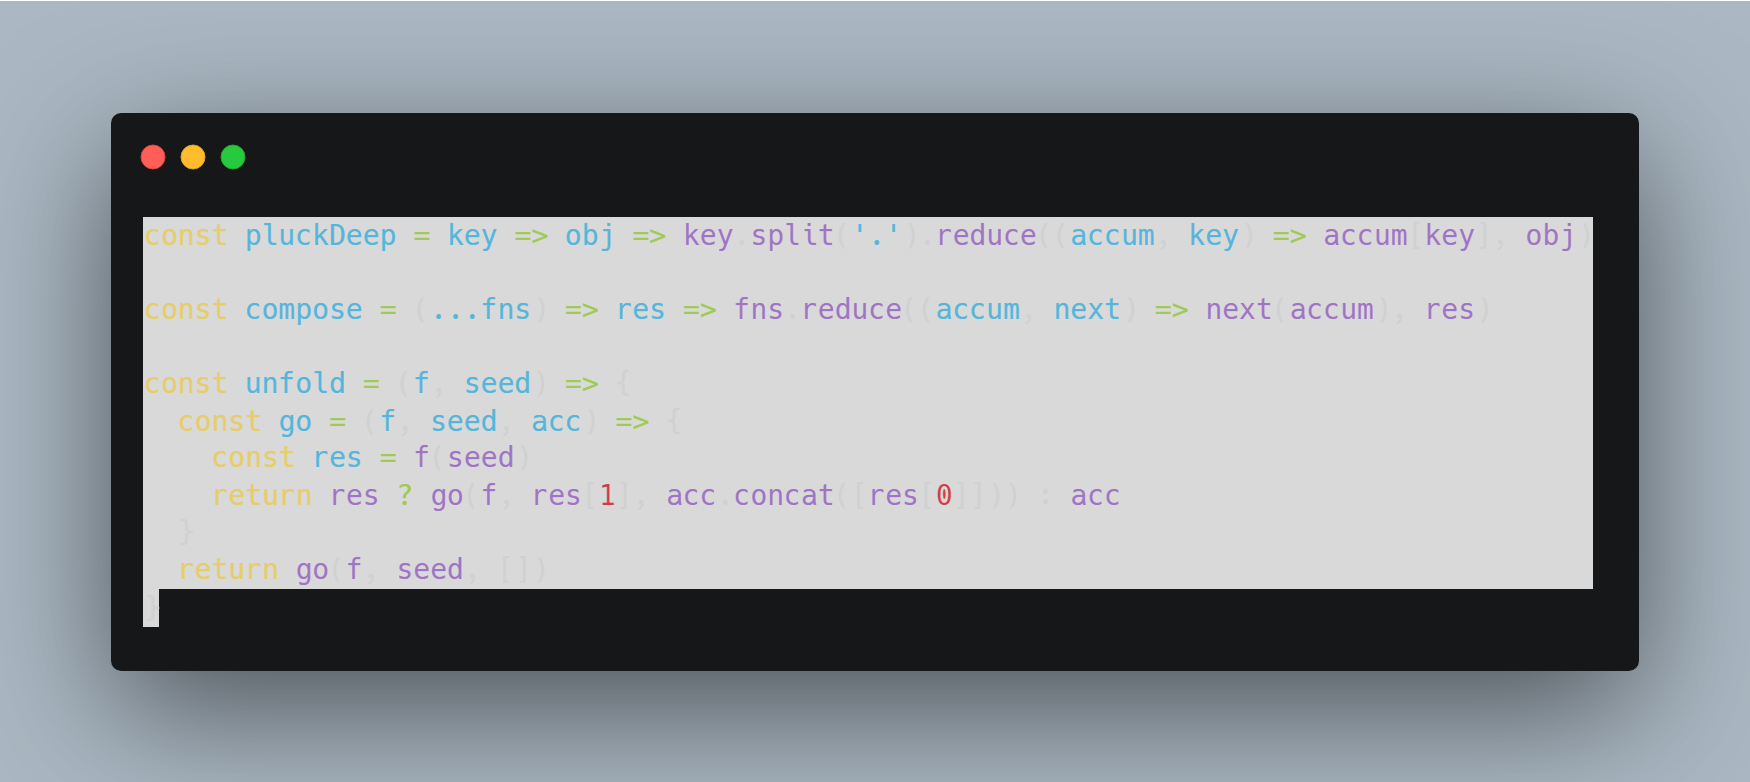 const pluckDeep = key => obj => key.split('.').reduce((accum, key) => accum[key], obj)
const compose = (...fns) => res => fns.reduce((accum, next) => next(accum), res)
const unfold = (f, seed) => {
  const go = (f, seed, acc) => {
    const res = f(seed)
    return res ? go(f, res[1], acc.concat([res[0]])) : acc
  }
  return go(f, seed, [])
}